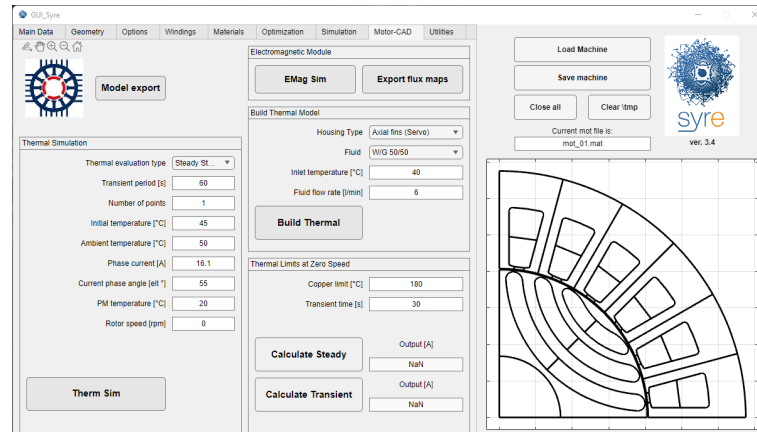 GUI_Syre
Main Data Geometry Options Windings Materials Optimization Simulation Motor-CAD Utilities
Model export
Thermal Simulation
Thermal evaluation type Steady St...
Transient period [s] 60
Number of points 1
Initial temperature [°C] 45
Ambient temperature [°C] 50
Phase current [A] 16.1
Current phase angle [elt °] 55
PM temperature [°C] 20
Rotor speed [rpm] 0
Therm Sim
Electromagnetic Module
EMag Sim Export flux maps
Build Thermal Model
Housing Type Axial fins (Servo)
Fluid W/G 50/50
Inlet temperature [°C] 40
Fluid flow rate [l/min] 6
Build Thermal
Thermal Limits at Zero Speed
Copper limit [°C] 180
Transient time [s] 30
Calculate Steady
Output [A]
NaN
Calculate Transient
Output [A]
NaN
Load Machine
Save machine
Close all Clear \tmp
Current mot file is:
mot_01.mat
syre
ver. 3.4